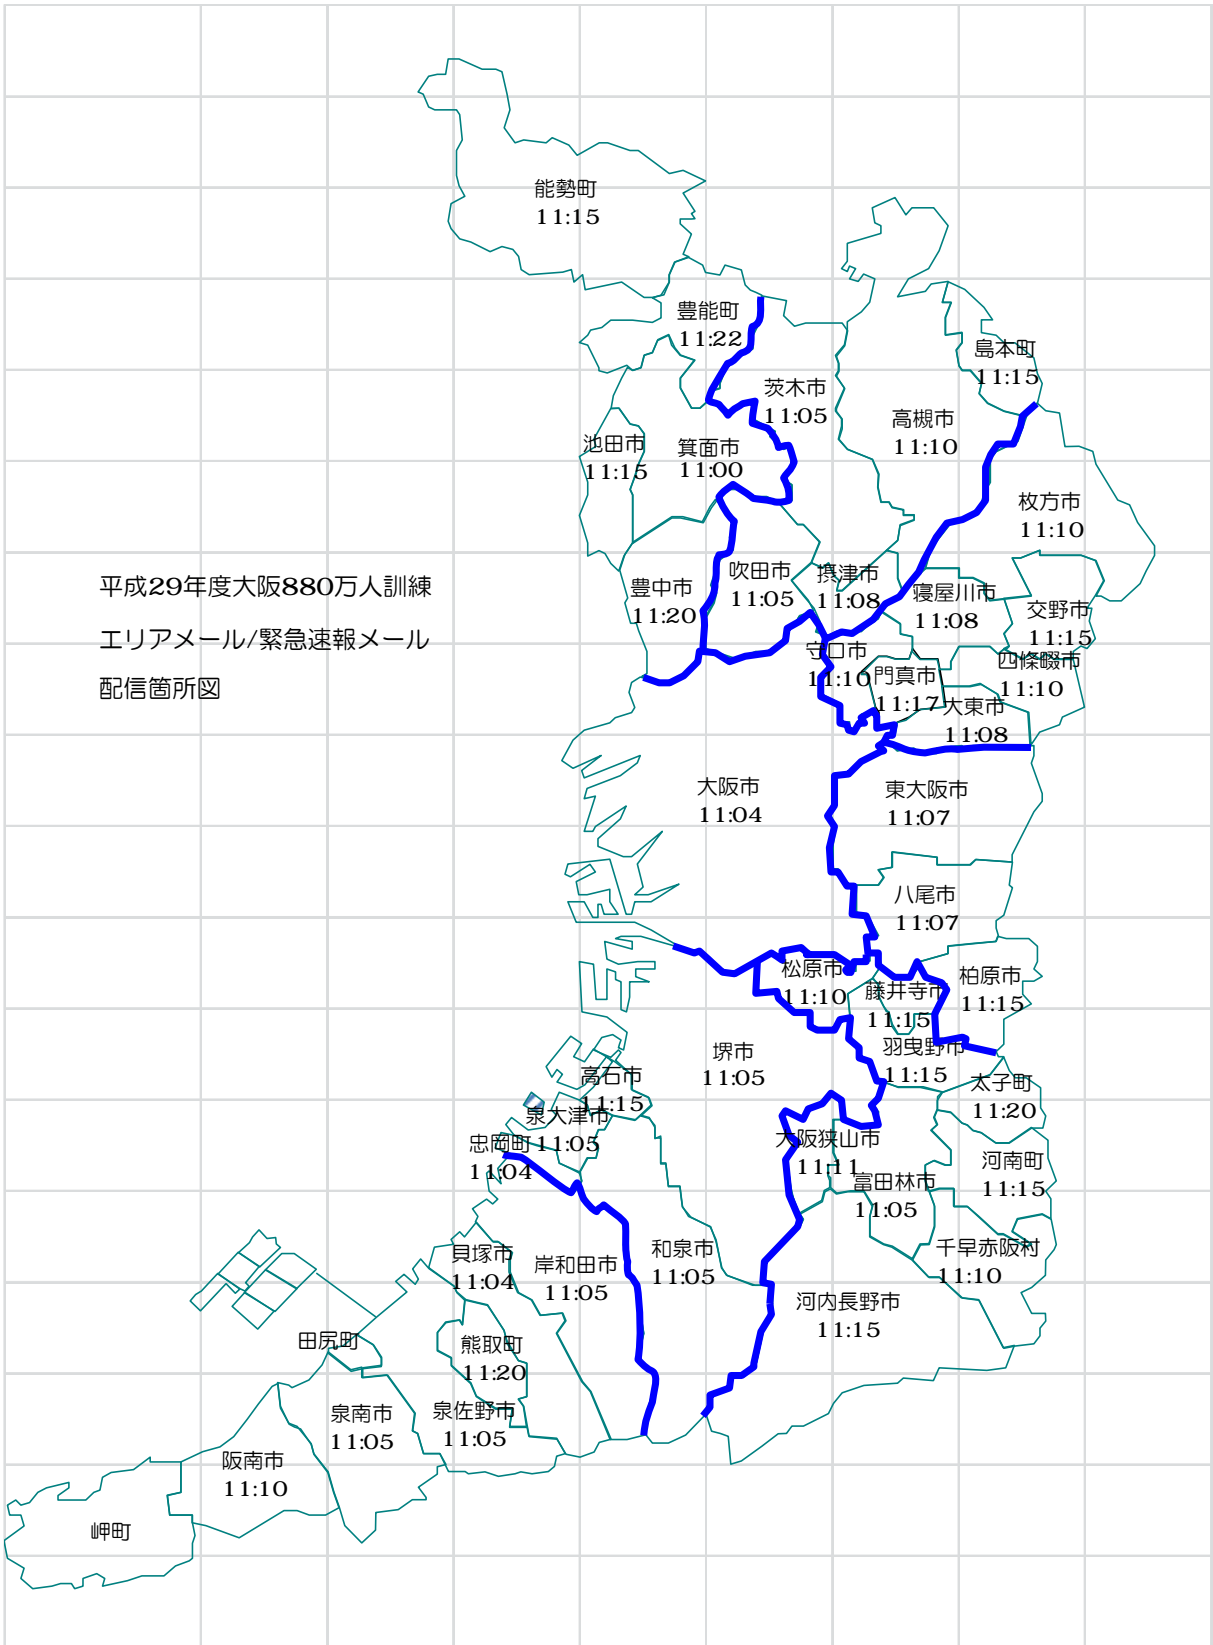 能勢町
11:15
豊能町
11:22
島本町
11:15
茨木市
11:05
高槻市
11:10
池田市
11:15
箕面市
11:00
枚方市
11:10
平成29年度大阪880万人訓練
エリアメール/緊急速報メール
配信箇所図
豊中市
11:20
吹田市
11:05
摂津市
11:08
寝屋川市
11:08
交野市
11:15
守口市
11:10
門真市
11:17
四條畷市
11:10
大東市
11:08
大阪市
11:04
東大阪市
11:07
八尾市
11:07
松原市
11:10
藤井寺市
11:15
柏原市
11:15
堺市
11:05
羽曳野市
11:15
高石市
11:15
太子町
11:20
泉大津市
11:05
忠岡町
11:04
大阪狭山市
11:11
富田林市
11:05
河南町
11:15
千早赤阪村
11:10
貝塚市
11:04
岸和田市
11:05
和泉市
11:05
河内長野市
11:15
田尻町
熊取町
11:20
泉南市
11:05
泉佐野市
11:05
阪南市
11:10
岬町